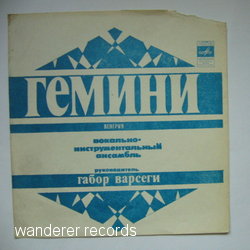 гемини
ВЕНГРИЯ
вокально-
инструментальный
ансамбль
руководитель
габор варсеги
wanderer records